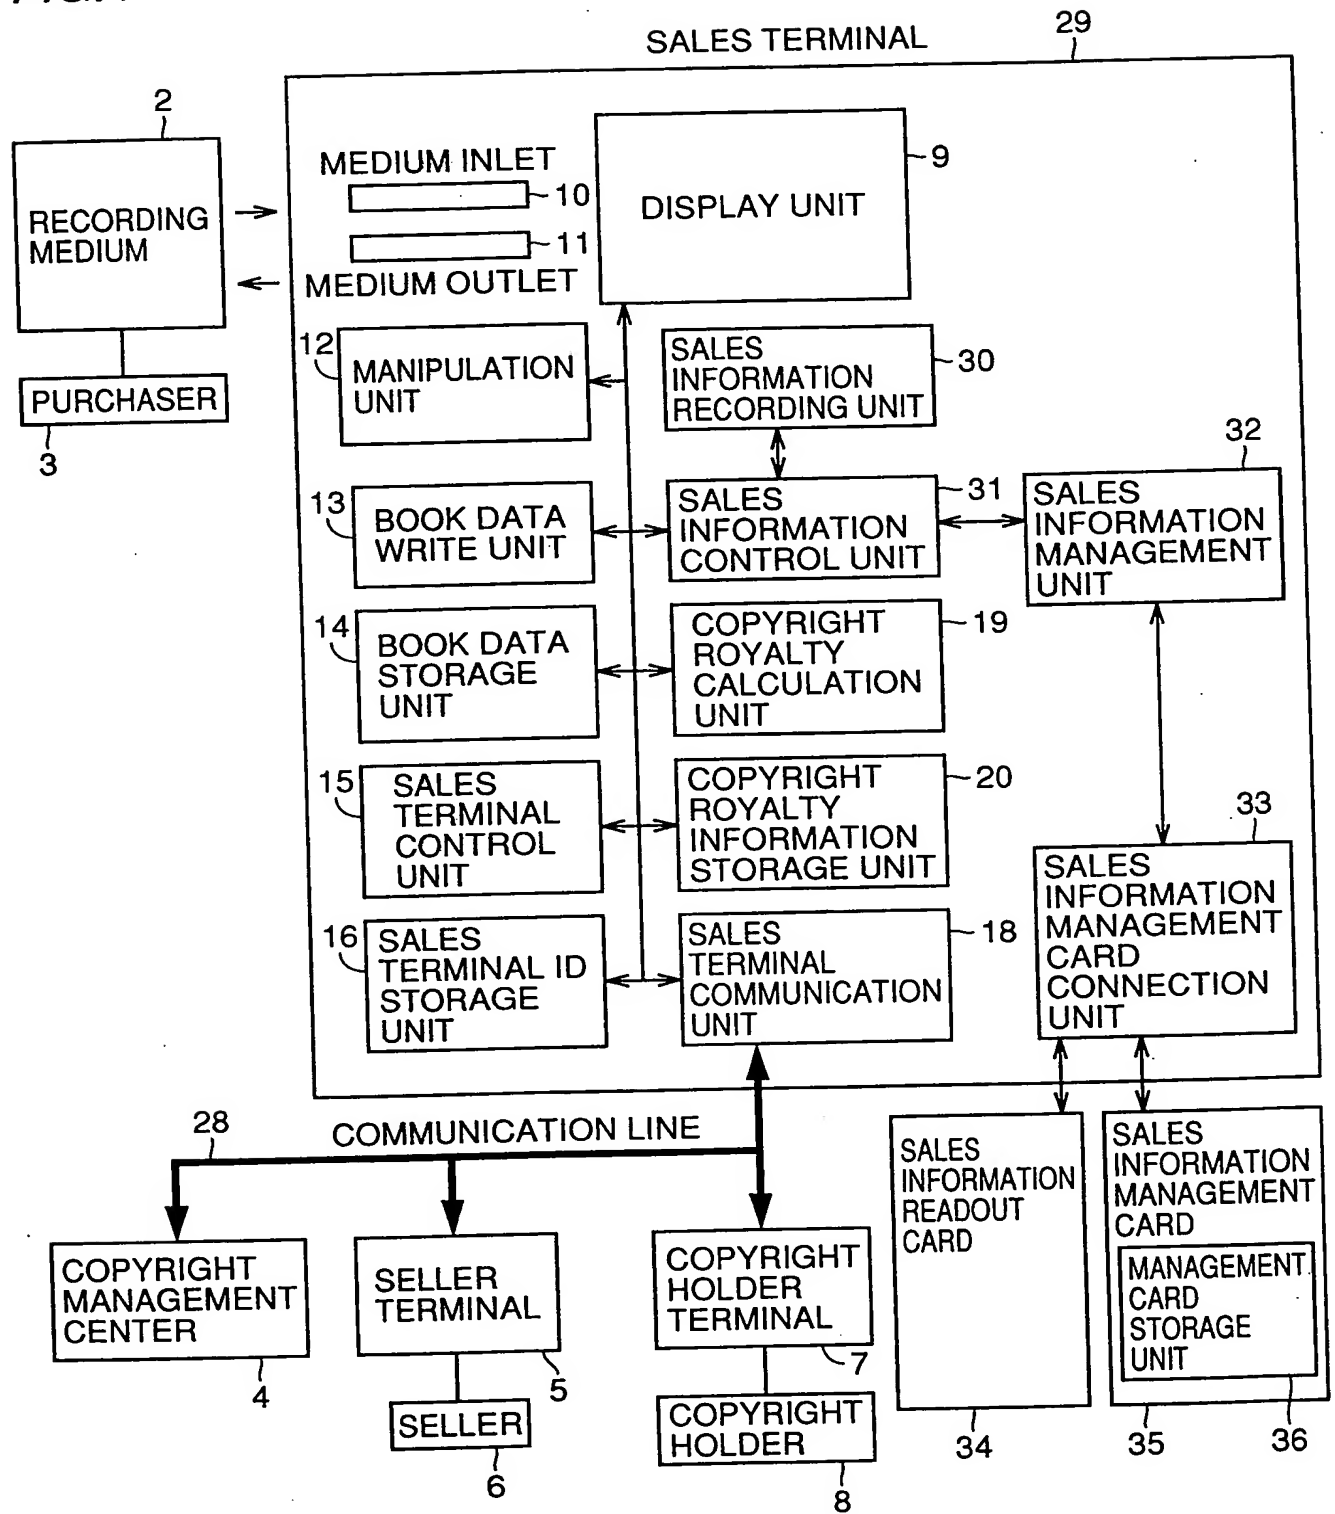 SALES TERMINAL
29
2
RECORDING
MEDIUM
PURCHASER
3
MEDIUM INLET
10
11
MEDIUM OUTLET
DISPLAY UNIT
9
12
MANIPULATION
UNIT
SALES
INFORMATION
RECORDING UNIT
30
13
BOOK DATA
WRITE UNIT
SALES
INFORMATION
CONTROL UNIT
31
32
SALES
INFORMATION
MANAGEMENT
UNIT
14
BOOK DATA
STORAGE
UNIT
COPYRIGHT
ROYALTY
CALCULATION
UNIT
19
15
SALES
TERMINAL
CONTROL
UNIT
COPYRIGHT
ROYALTY
INFORMATION
STORAGE UNIT
20
33
SALES
INFORMATION
MANAGEMENT
CARD
CONNECTION
UNIT
16
SALES
TERMINAL ID
STORAGE
UNIT
SALES
TERMINAL
COMMUNICATION
UNIT
18
28
COMMUNICATION LINE
COPYRIGHT
MANAGEMENT
CENTER
4
SELLER
TERMINAL
5
SELLER
6
COPYRIGHT
HOLDER
TERMINAL
7
COPYRIGHT
HOLDER
8
SALES
INFORMATION
READOUT
CARD
34
SALES
INFORMATION
MANAGEMENT
CARD
MANAGEMENT
CARD
STORAGE
UNIT
35
36